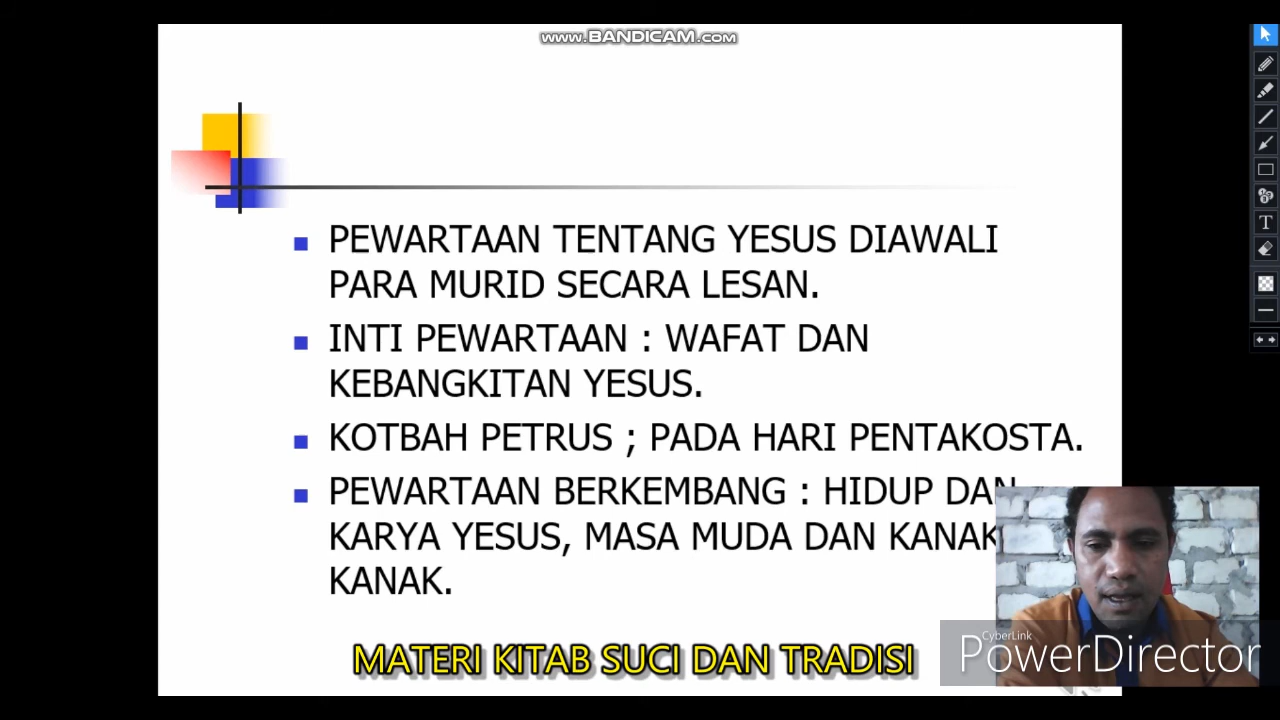 www.BANDICAM.com
PEWARTAAN TENTANG YESUS DIAWALI
PARA MURID SECARA LESAN.
INTI PEWARTAAN : WAFAT DAN
KEBANGKITAN YESUS.
KOTBAH PETRUS ; PADA HARI PENTAKOSTA.
PEWARTAAN BERKEMBANG : HIDUP DAN
KARYA YESUS, MASA MUDA DAN KANAK
KANAK.
MATERI KITAB SUCI DAN TRADISI
CyberLink
PowerDirector
T